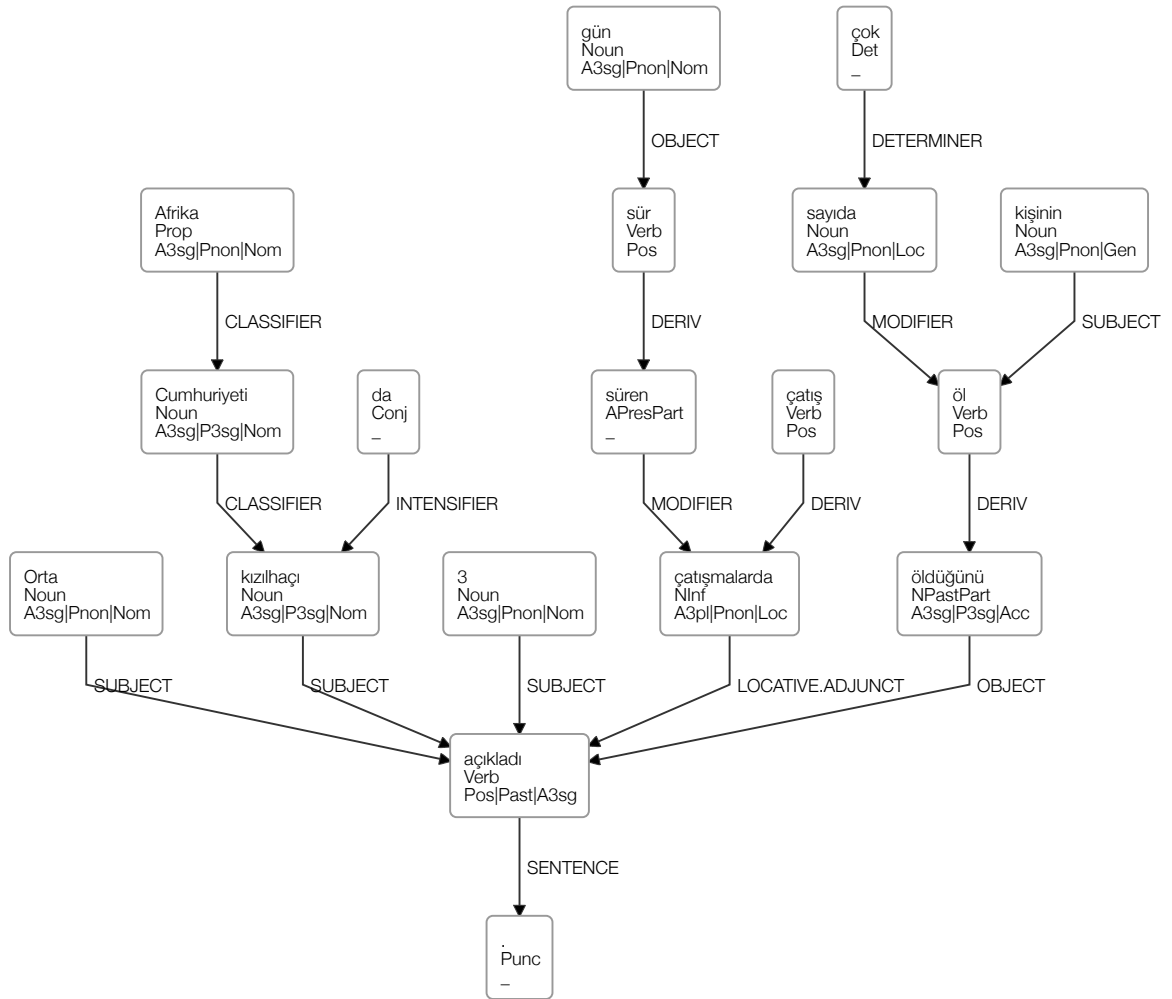 gün
Noun
A3sg|Pnon|Nom
çok
Det
_
OBJECT
DETERMINER
Afrika
Prop
A3sg|Pnon|Nom
sür
Verb
Pos
sayıda
Noun
A3sg|Pnon|Loc
kişinin
Noun
A3sg|Pnon|Gen
CLASSIFIER
DERIV
MODIFIER
SUBJECT
Cumhuriyeti
Noun
A3sg|P3sg|Nom
da
Conj
_
süren
APresPart
_
çatış
Verb
Pos
öl
Verb
Pos
CLASSIFIER
INTENSIFIER
MODIFIER
DERIV
DERIV
Orta
Noun
A3sg|Pnon|Nom
kızılhaçı
Noun
A3sg|P3sg|Nom
3
Noun
A3sg|Pnon|Nom
çatışmalarda
NInf
A3pl|Pnon|Loc
öldüğünü
NPastPart
A3sg|P3sg|Acc
SUBJECT
SUBJECT
SUBJECT
LOCATIVE.ADJUNCT
OBJECT
açıkladı
Verb
Pos|Past|A3sg
SENTENCE
.
Punc
_